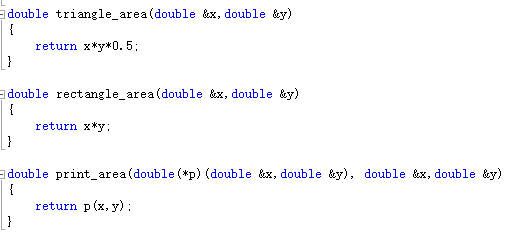 double triangle_area(double &x,double &y)
{
    return x*y*0.5;
}
double rectangle_area(double &x,double &y)
{
    return x*y;
}
double print_area(double(*p)(double &x,double &y), double &x,double &y)
{
    return p(x,y);
}